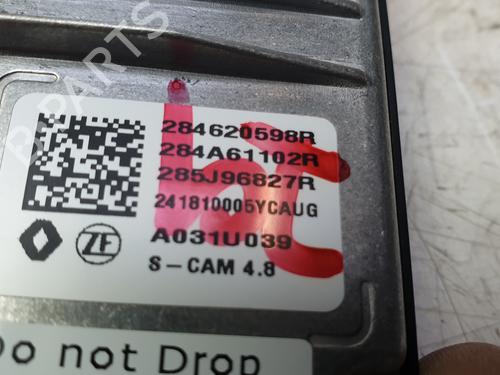 284620598R
284A61102R
285J96827R
241810005YCAUG
ZF
A031U039
S-CAM 4.8
Do not Drop